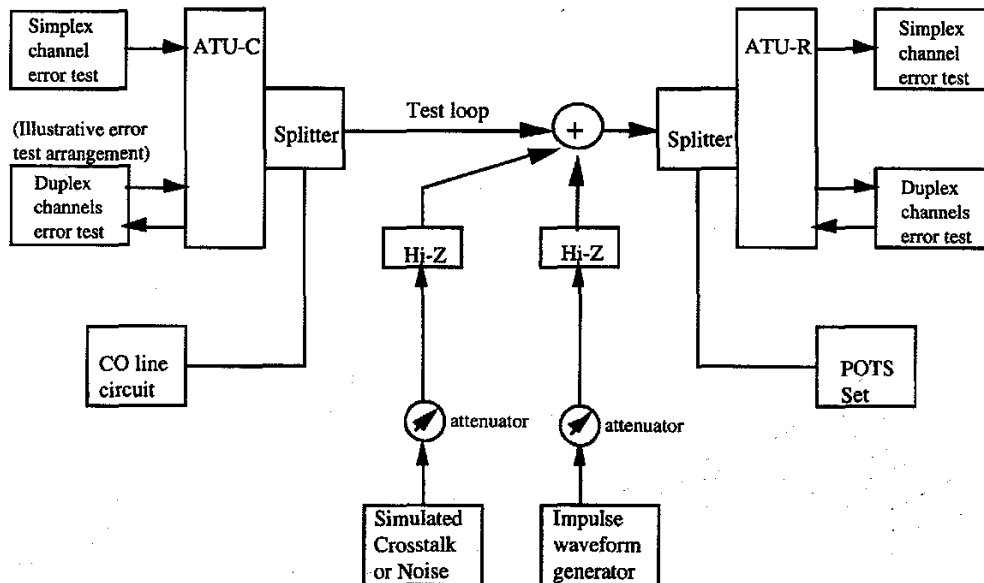 Simplex
channel
error test
ATU-C
(Illustrative error
test arrangement)
Duplex
channels
error test
Splitter
CO line
circuit
Test loop
+
Hi-Z
Hi-Z
attenuator
attenuator
Simulated
Crosstalk
or Noise
Impulse
waveform
generator
Splitter
ATU-R
Simplex
channel
error test
Duplex
channels
error test
POTS
Set